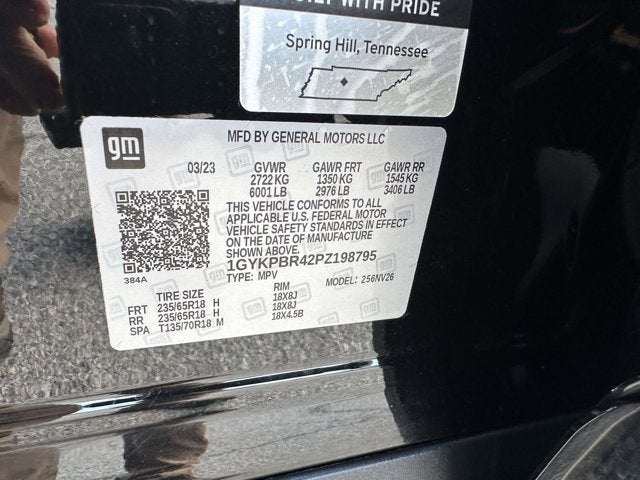 WITH PRIDE
Spring Hill, Tennessee
gm
MFD BY GENERAL MOTORS LLC
03/23 GVWR GAWR FRT GAWR RR
2722 KG 1350 KG 1545 KG
6001 LB 2976 LB 3406 LB
THIS VEHICLE CONFORMS TO ALL
APPLICABLE U.S. FEDERAL MOTOR
VEHICLE SAFETY STANDARDS IN EFFECT
ON THE DATE OF MANUFACTURE
SHOWN ABOVE.
1GYKPBR42PZ198795
384A TYPE: MPV MODEL: 256NV26
TIRE SIZE RIM
FRT 235/65R18 H 18X8J
RR 235/65R18 H 18X8J
SPA T135/70R18 M 18X4.5B